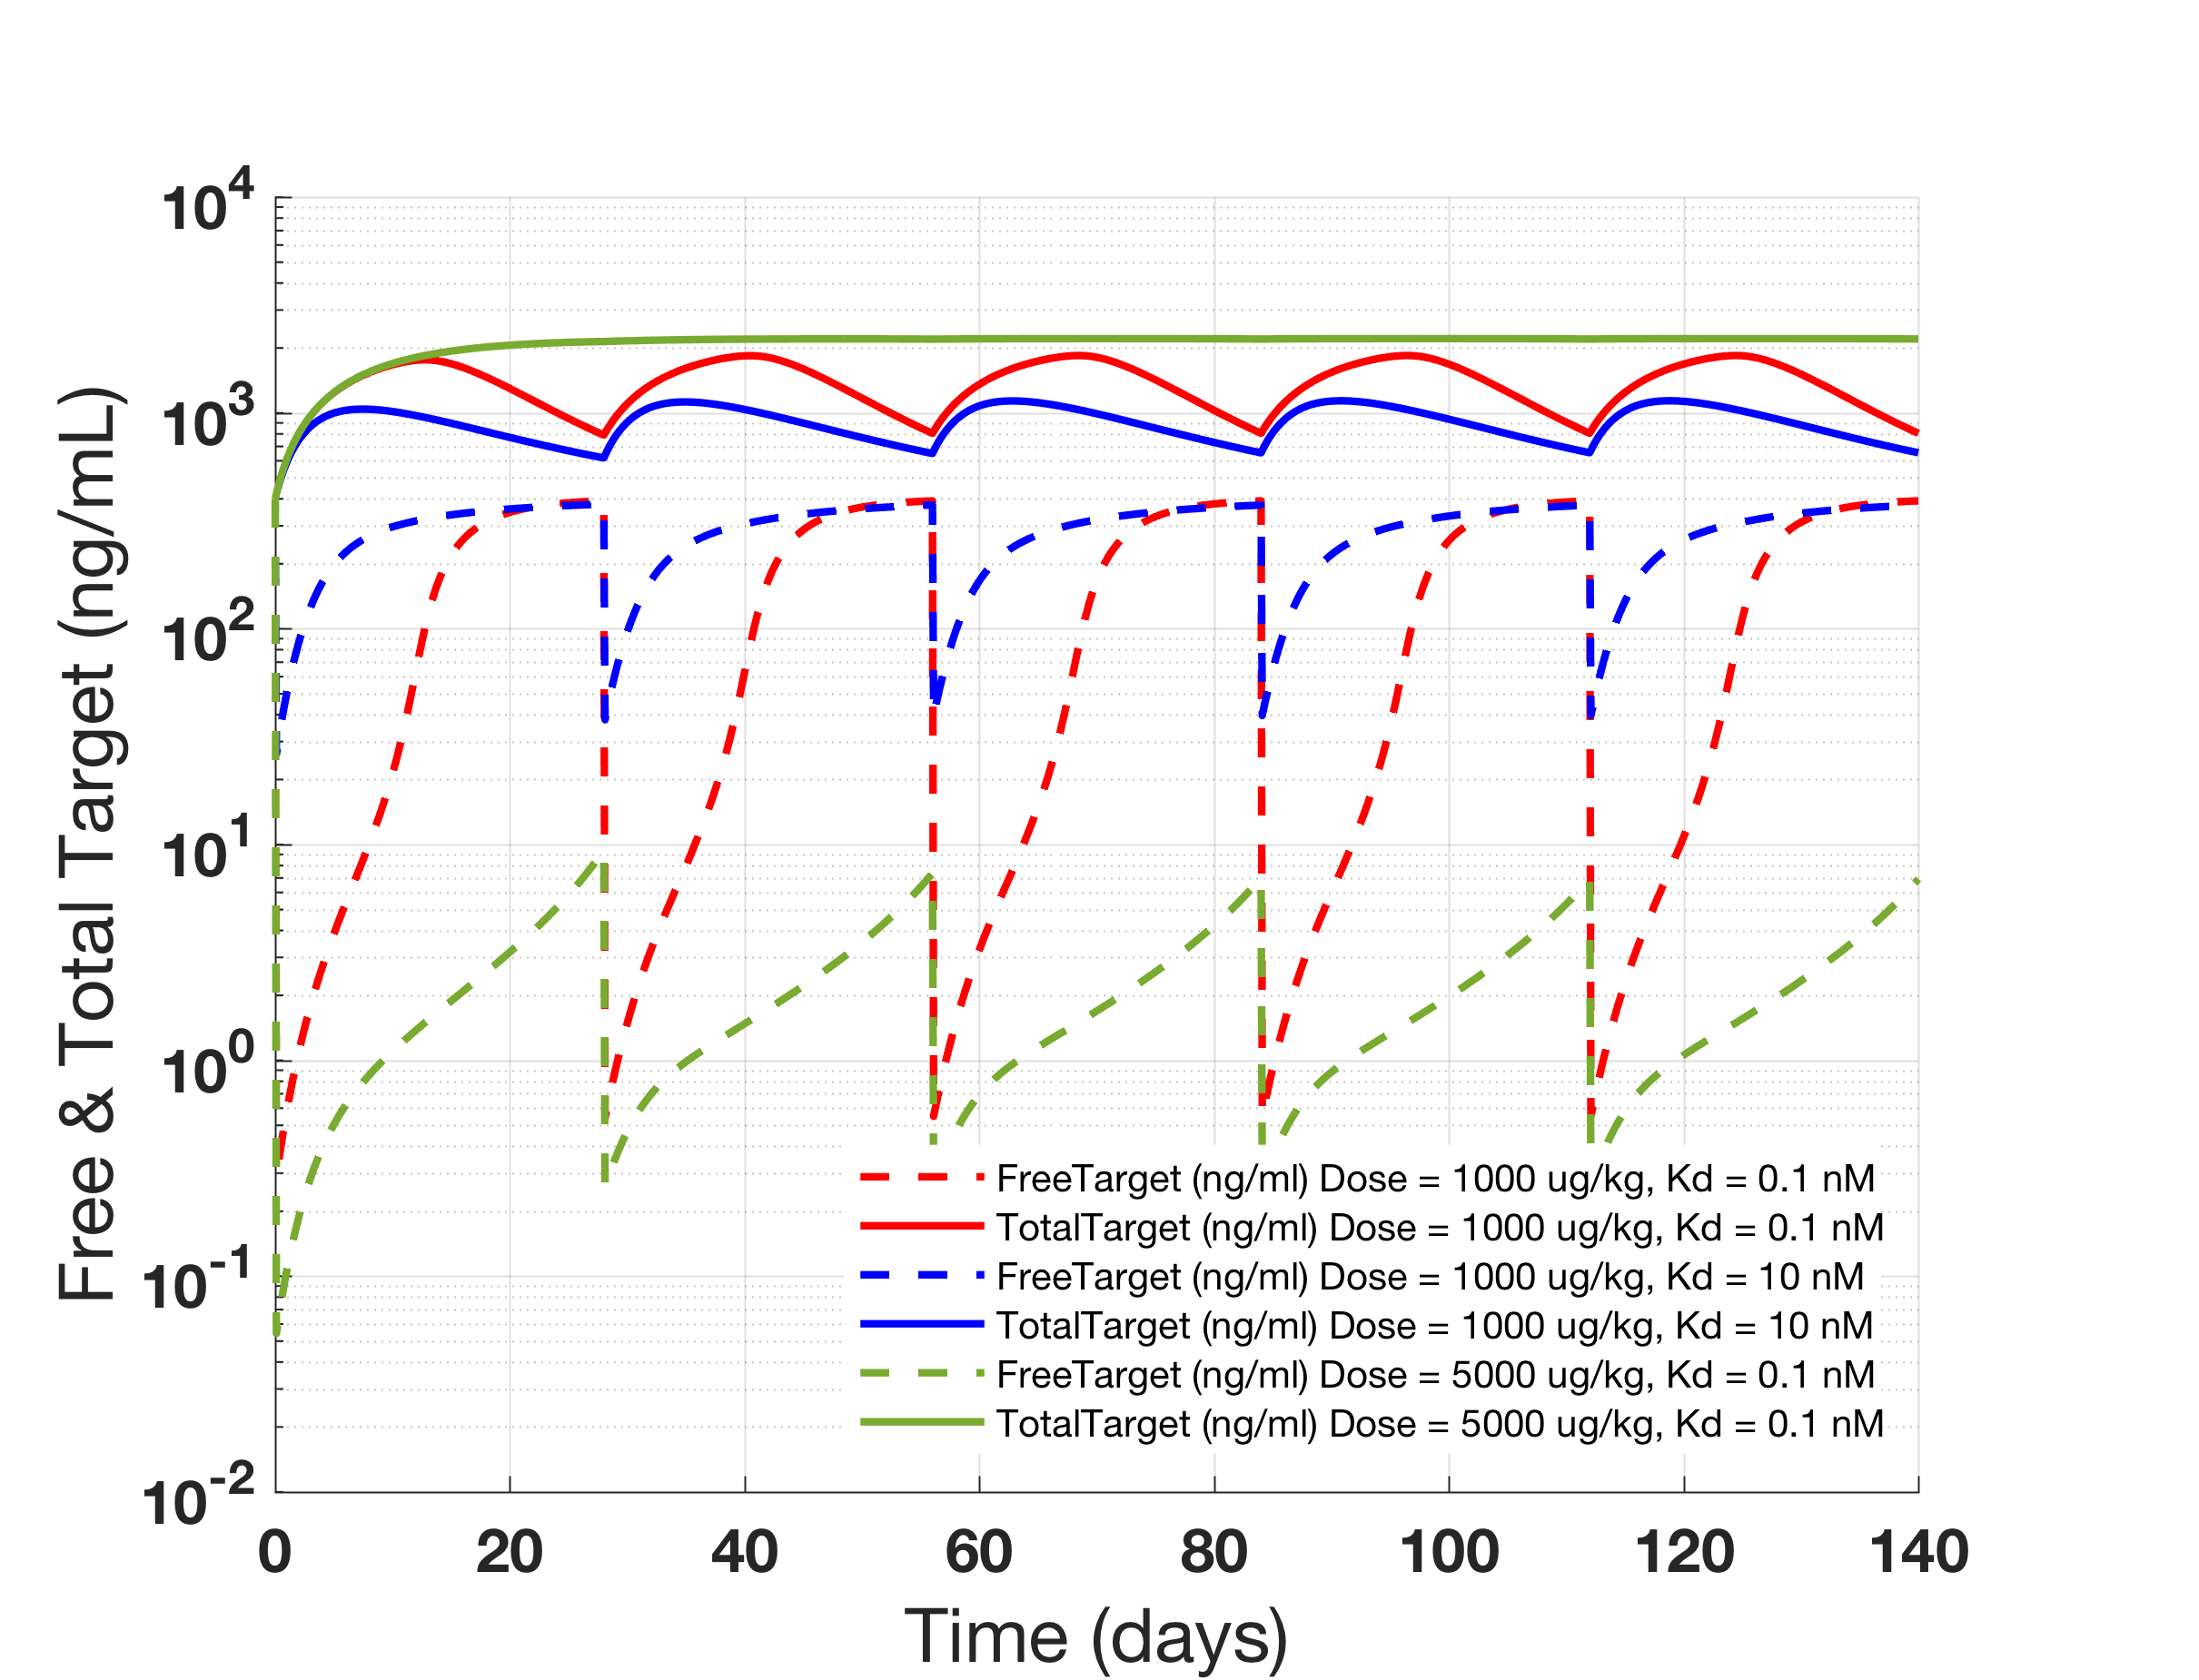 10^4
10^3
10^2
10^1
10^0
10^-1
10^-2
Free & Total Target (ng/mL)
FreeTarget (ng/ml) Dose = 1000 ug/kg, Kd = 0.1 nM
TotalTarget (ng/ml) Dose = 1000 ug/kg, Kd = 0.1 nM
FreeTarget (ng/ml) Dose = 1000 ug/kg, Kd = 10 nM
TotalTarget (ng/ml) Dose = 1000 ug/kg, Kd = 10 nM
FreeTarget (ng/ml) Dose = 5000 ug/kg, Kd = 0.1 nM
TotalTarget (ng/ml) Dose = 5000 ug/kg, Kd = 0.1 nM
0 20 40 60 80 100 120 140
Time (days)